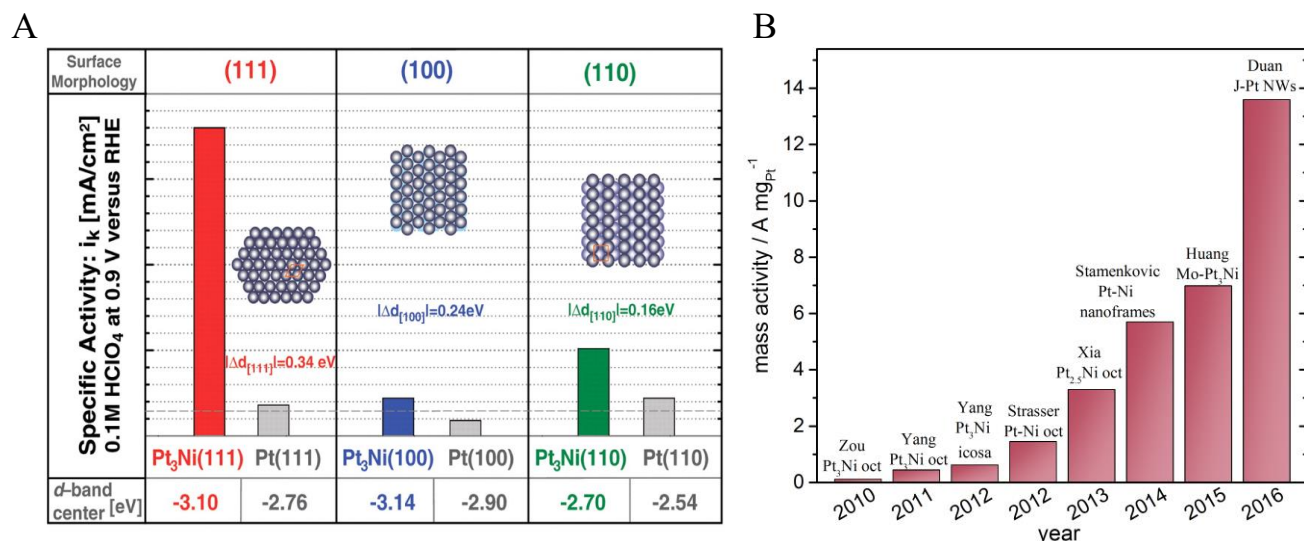 A
Surface
Morphology
(111)
(100)
(110)
Specific Activity: iₖ [mA/cm²]
0.1M HClO₄ at 0.9 V versus RHE
|Δd[111]|=0.34 eV
|Δd[100]|=0.24eV
|Δd[110]|=0.16eV
Pt₃Ni(111)
Pt(111)
Pt₃Ni(100)
Pt(100)
Pt₃Ni(110)
Pt(110)
d–band
center [eV]
-3.10
-2.76
-3.14
-2.90
-2.70
-2.54
B
mass activity / A mg_Pt⁻¹
14
12
10
8
6
4
2
0
Zou
Pt₃Ni oct
Yang
Pt₃Ni oct
Yang
Pt₃Ni
icosa
Strasser
Pt-Ni oct
Xia
Pt₂.₅Ni oct
Stamenkovic
Pt-Ni
nanoframes
Huang
Mo-Pt₃Ni
Duan
J-Pt NWs
2010
2011
2012
2012
2013
2014
2015
2016
year